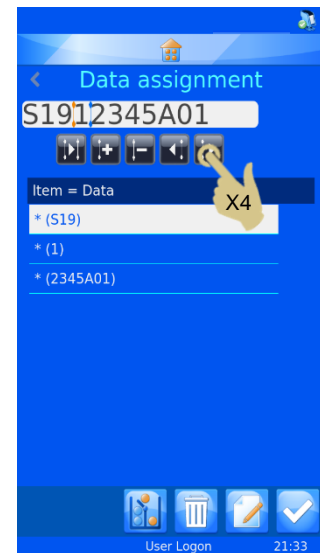 Data assignment
S1912345A01
X4
Item = Data
* (S19)
* (1)
* (2345A01)
User Logon 21:33